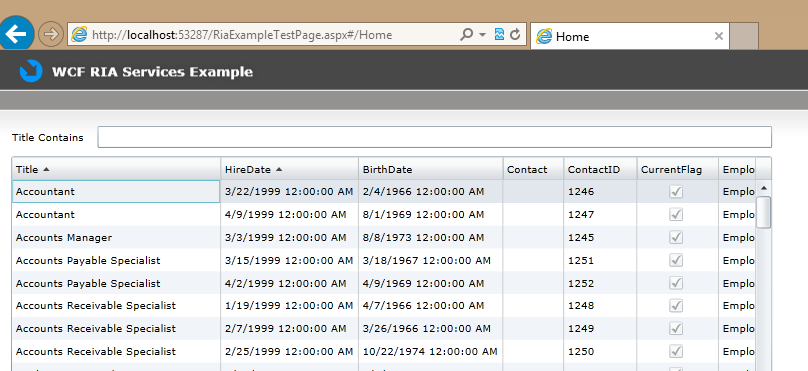 http://localhost:53287/RiaExampleTestPage.aspx#/Home Home
WCF RIA Services Example
Title Contains
Title HireDate BirthDate Contact ContactID CurrentFlag Emplo
Accountant 3/22/1999 12:00:00 AM 2/4/1966 12:00:00 AM 1246 Emplo
Accountant 4/9/1999 12:00:00 AM 8/1/1969 12:00:00 AM 1247 Emplo
Accounts Manager 3/3/1999 12:00:00 AM 8/8/1973 12:00:00 AM 1245 Emplo
Accounts Payable Specialist 3/15/1999 12:00:00 AM 3/18/1967 12:00:00 AM 1251 Emplo
Accounts Payable Specialist 4/2/1999 12:00:00 AM 4/9/1969 12:00:00 AM 1252 Emplo
Accounts Receivable Specialist 1/19/1999 12:00:00 AM 4/7/1966 12:00:00 AM 1248 Emplo
Accounts Receivable Specialist 2/7/1999 12:00:00 AM 3/26/1966 12:00:00 AM 1249 Emplo
Accounts Receivable Specialist 2/25/1999 12:00:00 AM 10/22/1974 12:00:00 AM 1250 Emplo